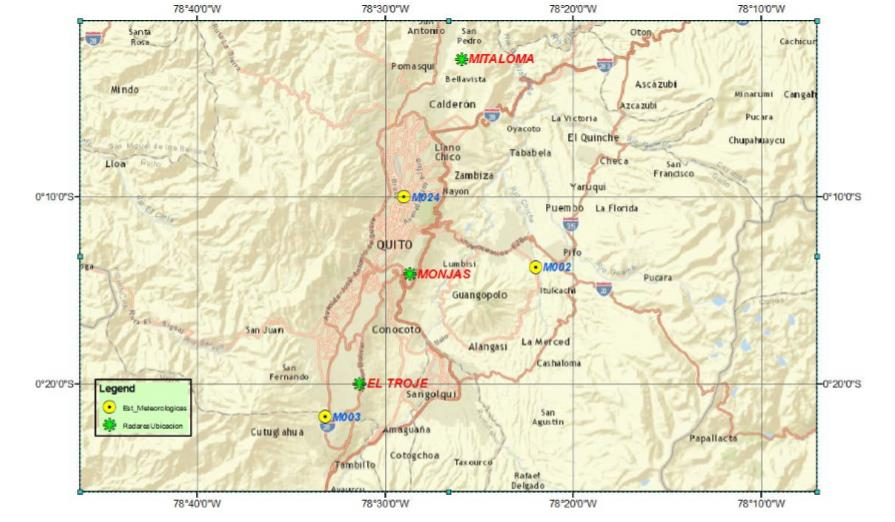 78°40'0"W 78°30'0"W 78°20'0"W 78°10'0"W
Santa
Rosa
Antonio
San
Pedro
Oton
Cachicur
MITALOMA
Pomasqui
Bellavista
Mindo
Ascazubi
Minarumi
Cangah
Calderón
Azcazubi
Pucara
La Victoria
Oyacoto
El Quinche
Chupahuaycu
Llano
Chico
Tababela
Checa
San
Francisco
Lloa
Zambiza
Nayon
Yaruqui
0°10'0"S
M024
0°10'0"S
Puembo
La Florida
QUITO
Pifo
Lumbisi
M002
MONJAS
Pucara
Guangopolo
Itulcachi
San Juan
Conocoto
Alangasi
La Merced
Cashaloma
San
Fernando
0°20'0"S
EL TROJE
0°20'0"S
Sangolqui
Legend
Est_Meteorologicas
Radares Ubicacion
M003
San
Agustin
Cutuglahua
Amaguaña
Papallacta
Cotogchoa
Tambillo
Rafael
Delgado
78°40'0"W 78°30'0"W 78°20'0"W 78°10'0"W